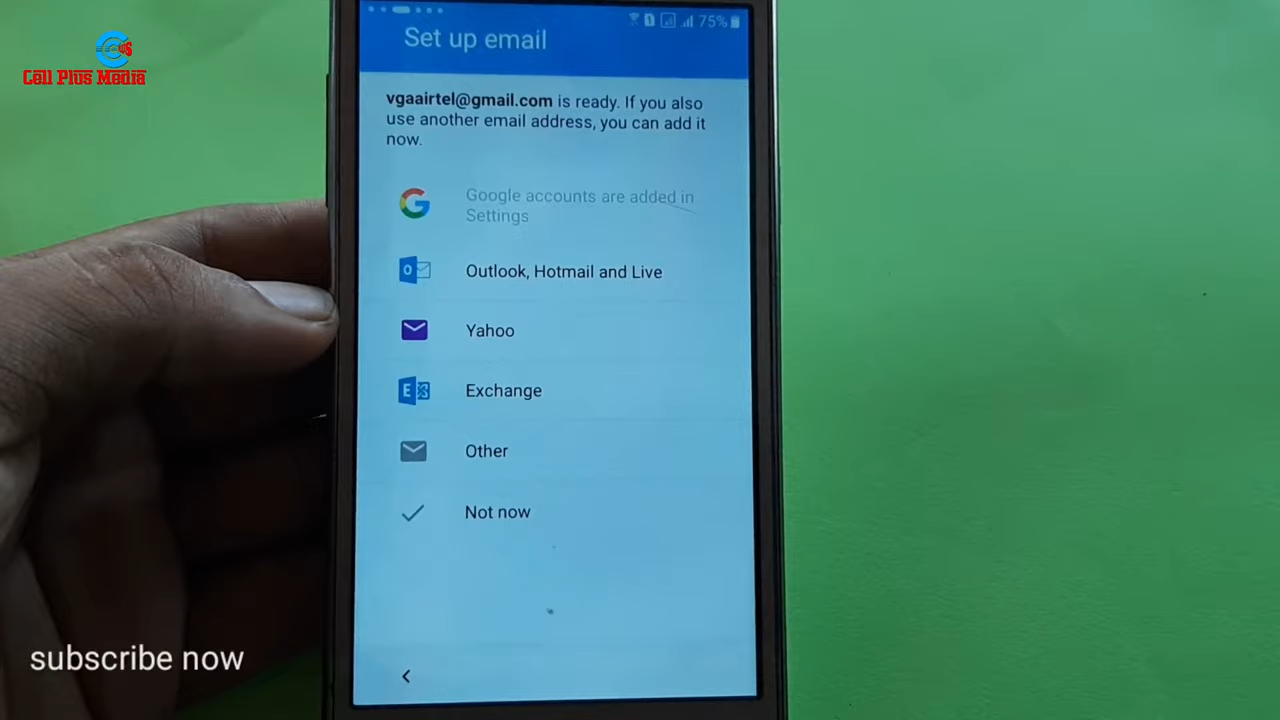 Cell Plus Media
75%
Set up email
vgaairtel@gmail.com is ready. If you also
use another email address, you can add it
now.
Google accounts are added in
Settings
Outlook, Hotmail and Live
Yahoo
Exchange
Other
Not now
subscribe now